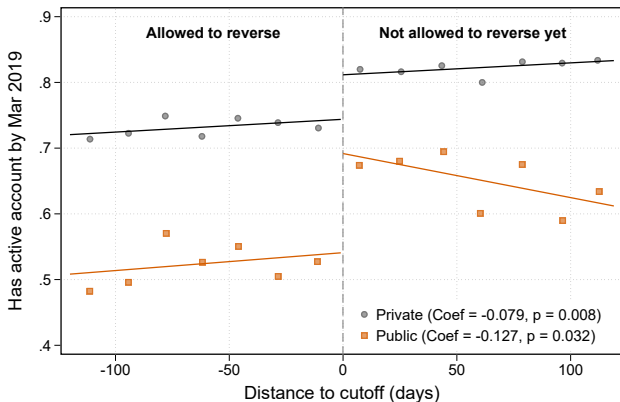 Allowed to reverse
Not allowed to reverse yet
Has active account by Mar 2019
.9
.8
.7
.6
.5
.4
Private (Coef = -0.079, p = 0.008)
Public (Coef = -0.127, p = 0.032)
-100
-50
0
50
100
Distance to cutoff (days)